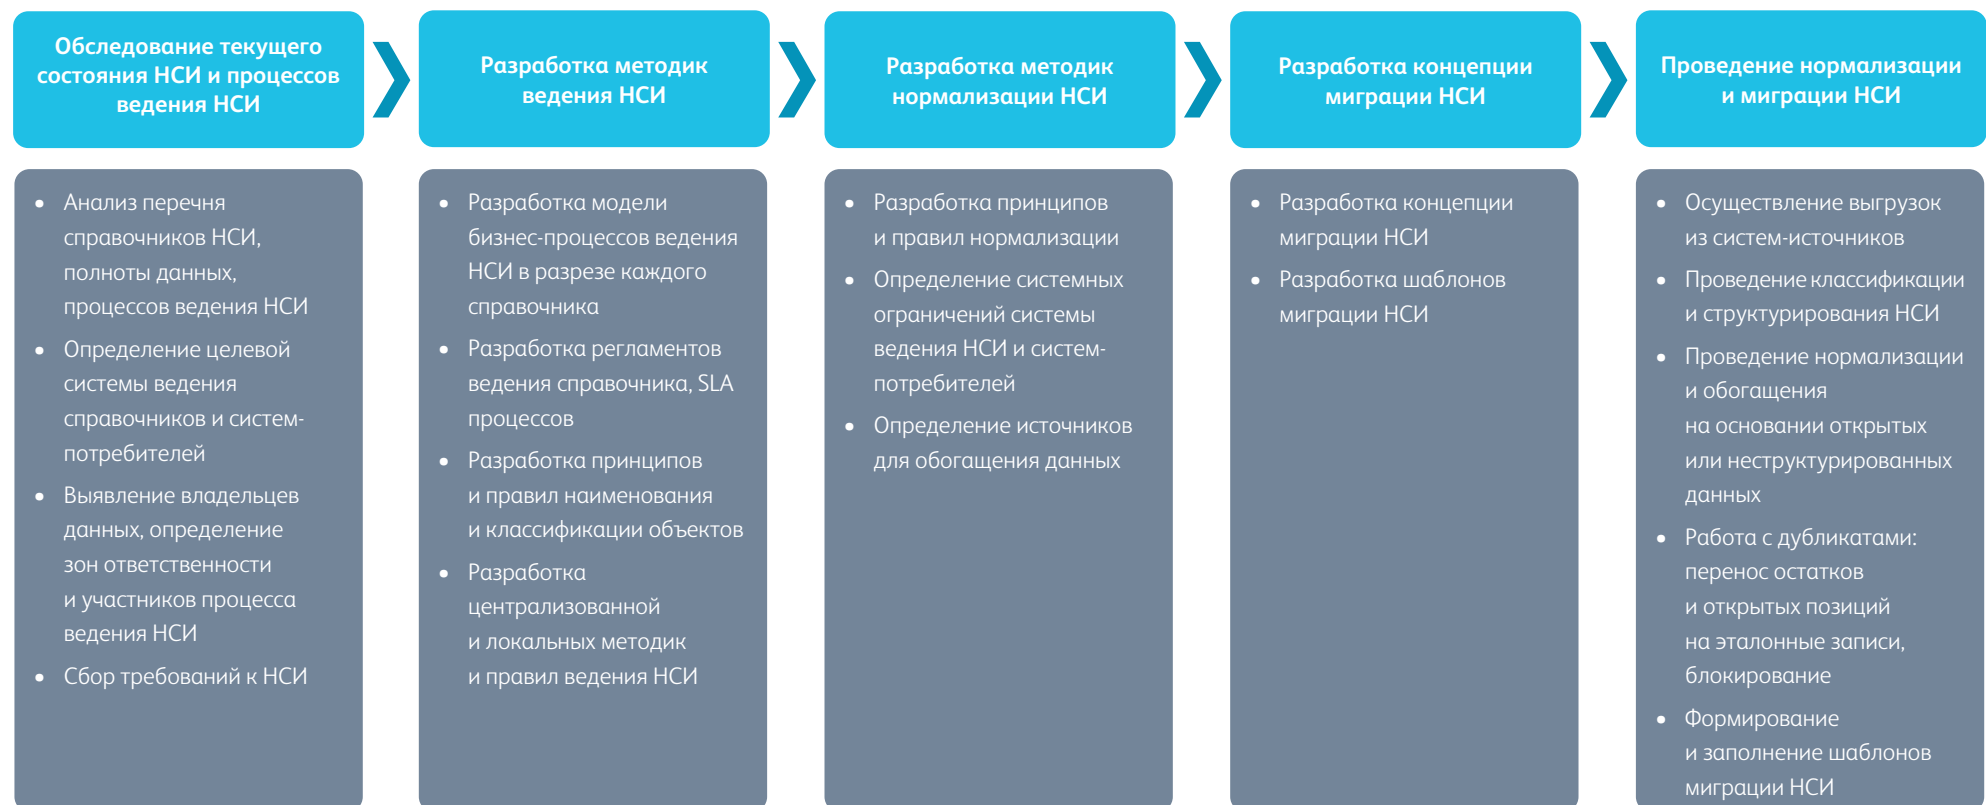 Обследование текущего
состояния НСИ и процессов
ведения НСИ
Разработка методик
ведения НСИ
Разработка методик
нормализации НСИ
Разработка концепции
миграции НСИ
Проведение нормализации
и миграции НСИ
• Анализ перечня
справочников НСИ,
полноты данных,
процессов ведения НСИ
• Определение целевой
системы ведения
справочников и систем-
потребителей
• Выявление владельцев
данных, определение
зон ответственности
и участников процесса
ведения НСИ
• Сбор требований к НСИ
• Разработка модели
бизнес-процессов ведения
НСИ в разрезе каждого
справочника
• Разработка регламентов
ведения справочника, SLA
процессов
• Разработка принципов
и правил наименования
и классификации объектов
• Разработка
централизованной
и локальных методик
и правил ведения НСИ
• Разработка принципов
и правил нормализации
• Определение системных
ограничений системы
ведения НСИ и систем-
потребителей
• Определение источников
для обогащения данных
• Разработка концепции
миграции НСИ
• Разработка шаблонов
миграции НСИ
• Осуществление выгрузок
из систем-источников
• Проведение классификации
и структурирования НСИ
• Проведение нормализации
и обогащения
на основании открытых
или неструктурированных
данных
• Работа с дубликатами:
перенос остатков
и открытых позиций
на эталонные записи,
блокирование
• Формирование
и заполнение шаблонов
миграции НСИ